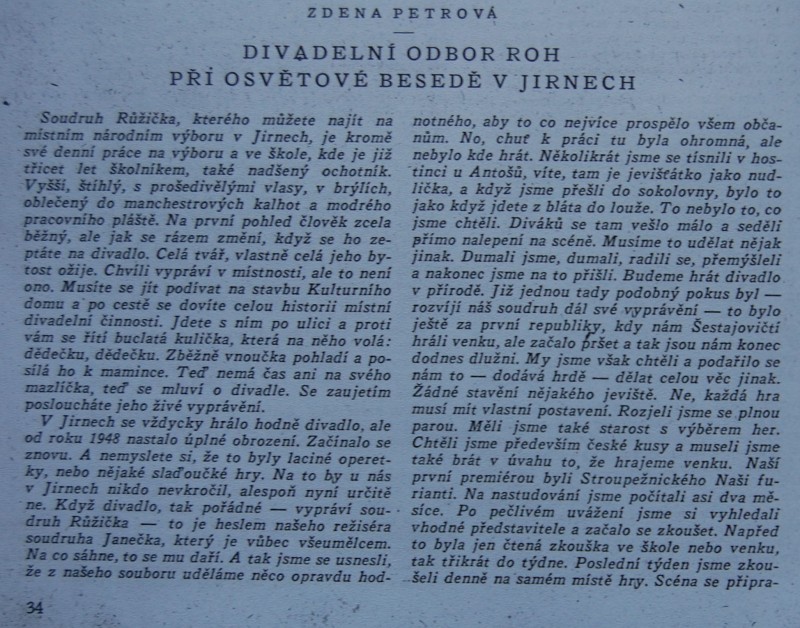 ZDENA PETROVÁ
DIVADELNÍ ODBOR ROH
PŘI OSVĚTOVÉ BESEDĚ V JIRNECH
Soudruh Růžička, kterého můžete najít na
místním národním výboru v Jirnech, je kromě
své denní práce na výboru a ve škole, kde je již
třicet let školníkem, také nadšený ochotník.
Vyšší, štíhlý, s prošedivělými vlasy, v brýlích,
oblečený do manchestrových kalhot a modrého
pracovního pláště. Na první pohled člověk zcela
běžný, ale jak se rázem změní, když se ho ze-
ptáte na divadlo. Celá tvář, vlastně celá jeho by-
tost ožije. Chvíli vypráví v místnosti, ale to není
ono. Musíte se jít podívat na stavbu Kulturního
domu a po cestě se dovíte celou historii místní
divadelní činnosti. Jdete s ním po ulici a proti
vám se řítí buclatá kulička, která na něho volá:
dědečku, dědečku. Zběžně vnoučka pohladí a po-
sílá ho k mamince. Teď nemá čas ani na svého
mazlíčka, teď se mluví o divadle. Se zaujetím
posloucháte jeho živé vyprávění.
V Jirnech se vždycky hrálo hodně divadlo, ale
od roku 1948 nastalo úplné obrození. Začínalo se
znovu. A nemyslete si, že to byly laciné operet-
ky, nebo nějaké slaďoučké hry. Na to by u nás
v Jirnech nikdo nevkročil, alespoň nyní určitě
ne. Když divadlo, tak pořádné — vypráví sou-
druh Růžička — to je heslem našeho režiséra
soudruha Janečka, který je vůbec všeumělcem.
Na co sáhne, to se mu daří. A tak jsme se usnesli,
že z našeho souboru uděláme něco opravdu hod-
notného, aby to co nejvíce prospělo všem obča-
nům. No, chuť k práci tu byla ohromná, ale
nebylo kde hrát. Několikrát jsme se tísnili v hos-
tinci u Antošů, víte, tam je jevišťátko jako nud-
lička, a když jsme přešli do sokolovny, bylo to
jako když jdete z bláta do louže. To nebylo to, co
jsme chtěli. Diváků se tam vešlo málo a seděli
přímo nalepení na scéně. Musíme to udělat nějak
jinak. Dumali jsme, dumali, radili se, přemýšleli
a nakonec jsme na to přišli. Budeme hrát divadlo
v přírodě. Již jednou tady podobný pokus byl —
rozvíjí náš soudruh dál své vyprávění — to bylo
ještě za první republiky, kdy nám Šestajovičtí
hráli venku, ale začalo pršet a tak jsou nám konec
dodnes dlužni. My jsme však chtěli a podařilo se
nám to — dodává hrdě — dělat celou věc jinak.
Žádné stavění nějakého jeviště. Ne, každá hra
musí mít vlastní postavení. Rozjeli jsme se plnou
parou. Měli jsme také starost s výběrem her.
Chtěli jsme především české kusy a museli jsme
také brát v úvahu to, že hrajeme venku. Naší
první premiérou byli Stroupežnického Naši fu-
rianti. Na nastudování jsme počítali asi dva mě-
síce. Po pečlivém uvážení jsme si vyhledali
vhodné představitele a začalo se zkoušet. Napřed
to byla jen čtená zkouška ve škole nebo venku,
tak třikrát do týdne. Poslední týden jsme zkou-
šeli denně na samém místě hry. Scéna se připra-
34